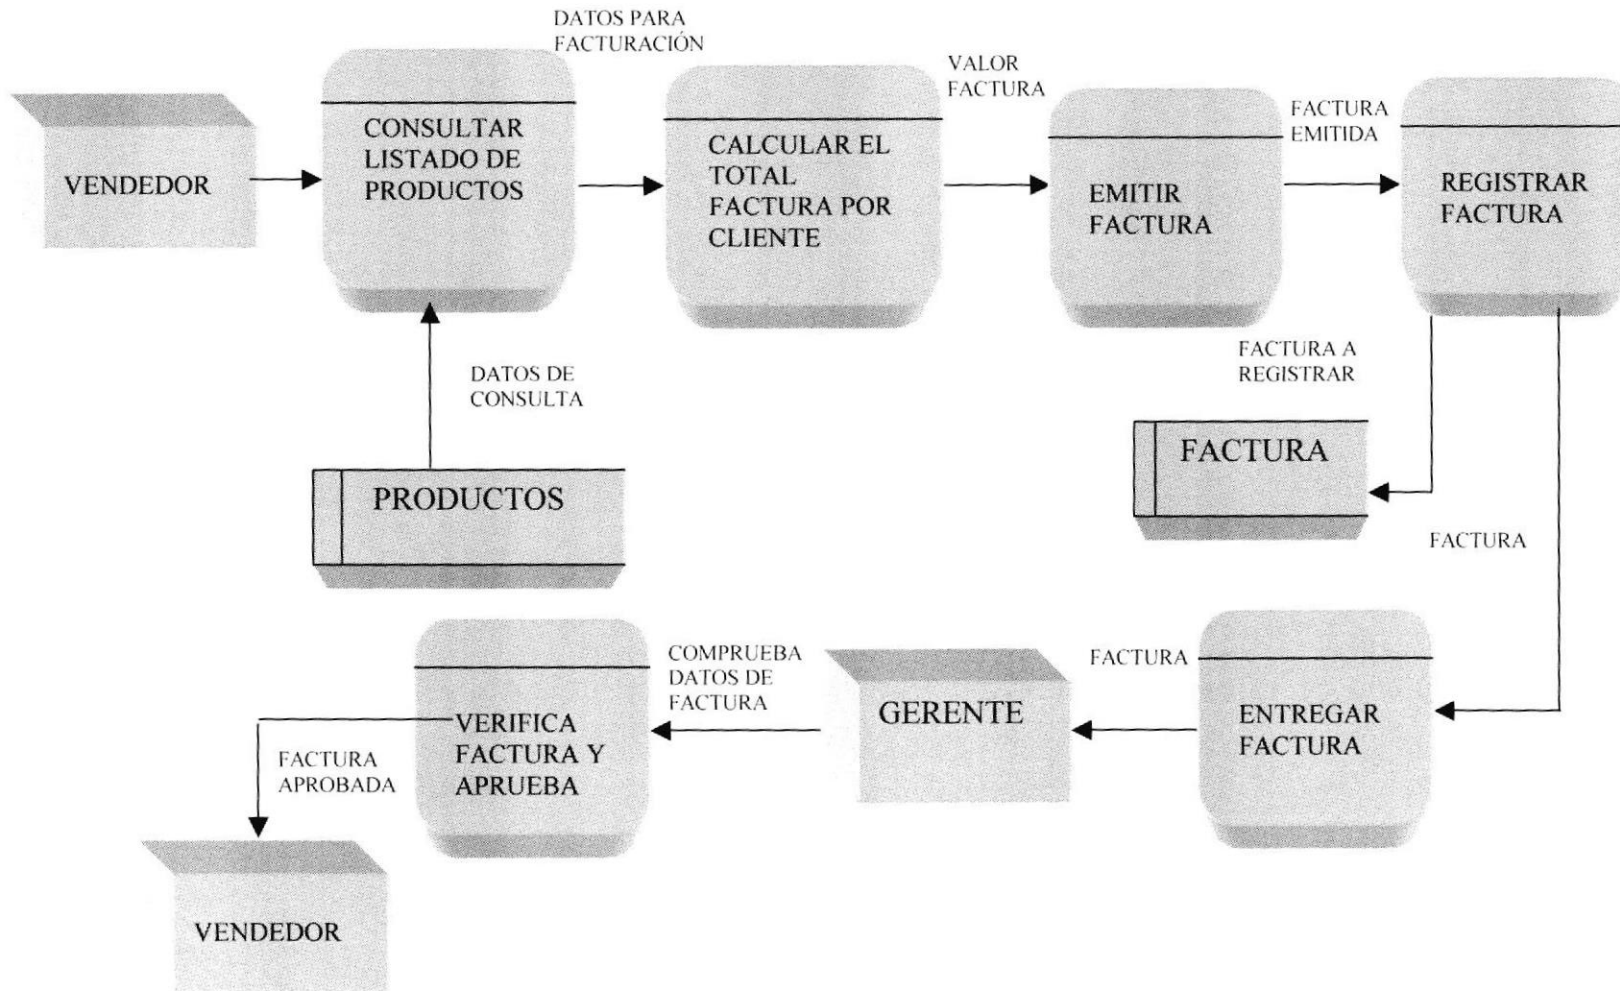 DATOS PARA
FACTURACIÓN
VALOR
FACTURA
FACTURA
EMITIDA
VENDEDOR
CONSULTAR
LISTADO DE
PRODUCTOS
CALCULAR EL
TOTAL
FACTURA POR
CLIENTE
EMITIR
FACTURA
REGISTRAR
FACTURA
DATOS DE
CONSULTA
FACTURA A
REGISTRAR
PRODUCTOS
FACTURA
FACTURA
FACTURA
ENTREGAR
FACTURA
GERENTE
COMPRUEBA
DATOS DE
FACTURA
VERIFICA
FACTURA Y
APRUEBA
FACTURA
APROBADA
VENDEDOR